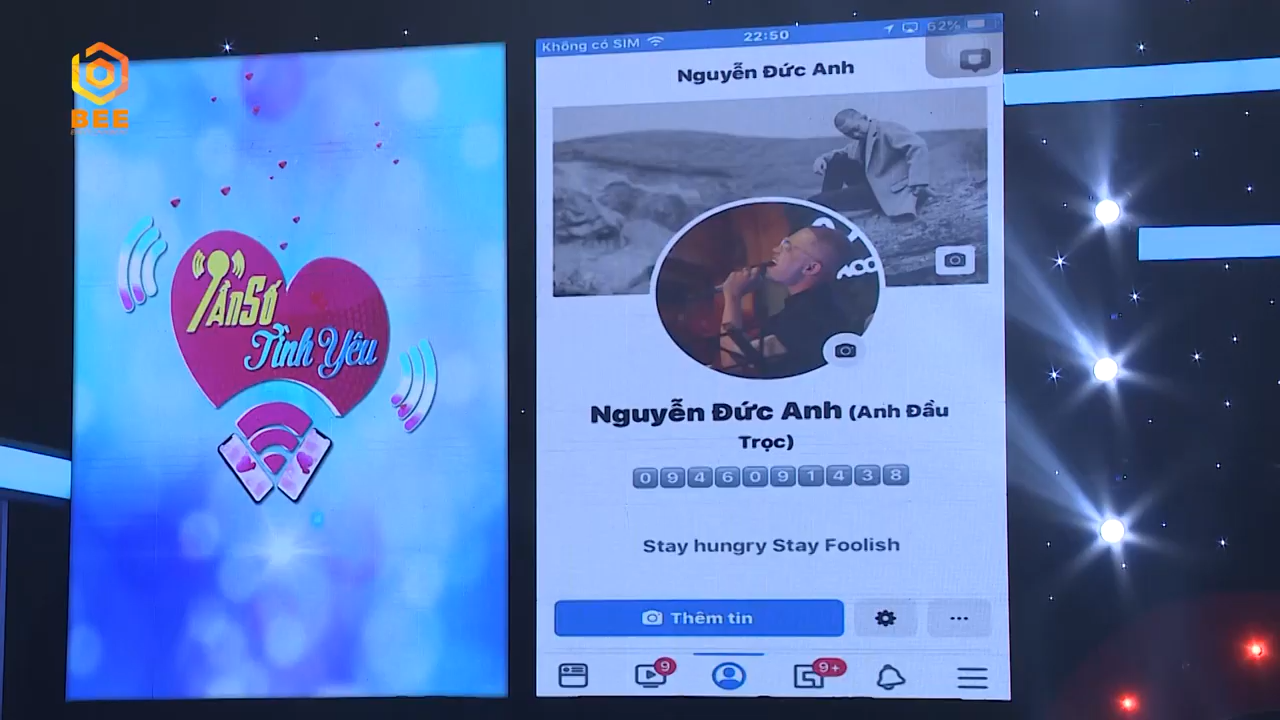 BEE
Tần Số
Tình Yêu
Không có SIM
22:50
62%
Nguyễn Đức Anh
Nguyễn Đức Anh (Anh Đầu
Trọc)
0946091438
Stay hungry Stay Foolish
Thêm tin
9
9+